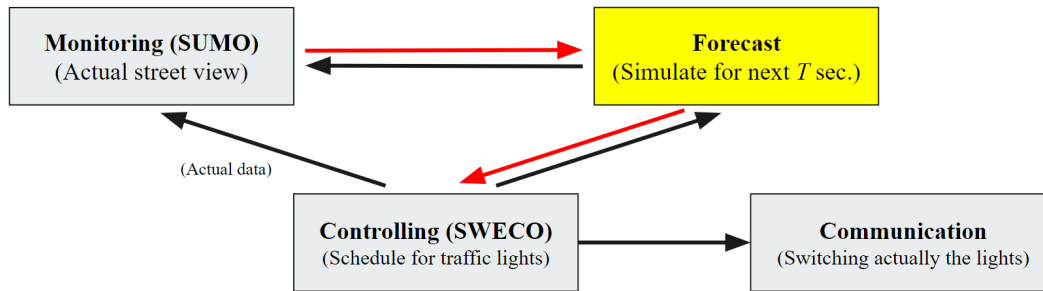 Monitoring (SUMO)
(Actual street view)
Forecast
(Simulate for next T sec.)
(Actual data)
Controlling (SWECO)
(Schedule for traffic lights)
Communication
(Switching actually the lights)